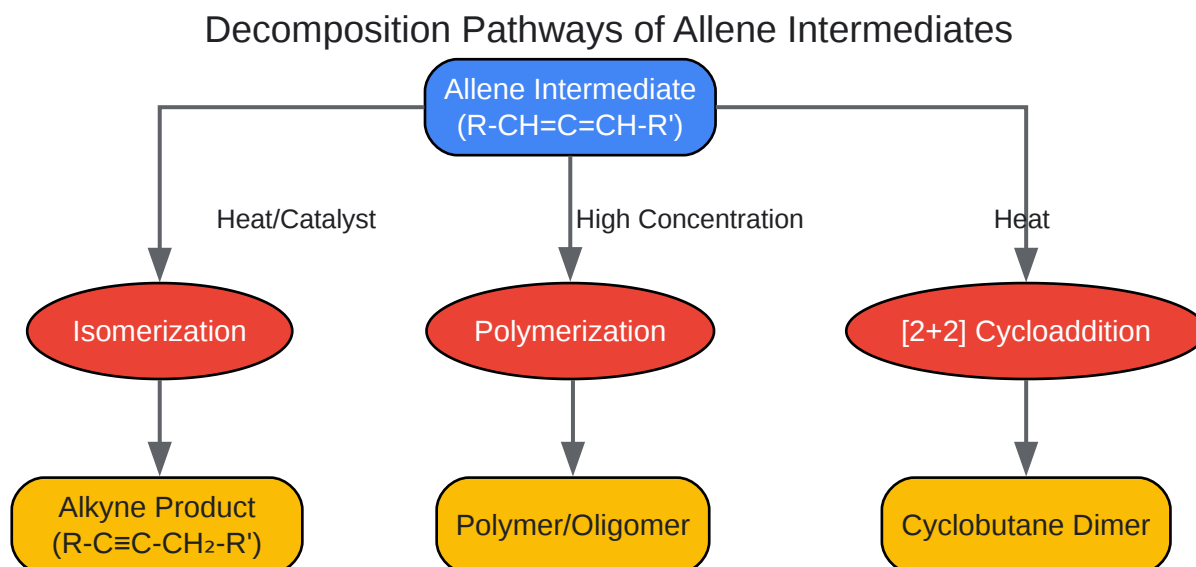 Decomposition Pathways of Allene Intermediates
Allene Intermediate
(R-CH=C=CH-R')
Heat/Catalyst
High Concentration
Heat
Isomerization
Polymerization
[2+2] Cycloaddition
Alkyne Product
(R-C≡C-CH₂-R')
Polymer/Oligomer
Cyclobutane Dimer